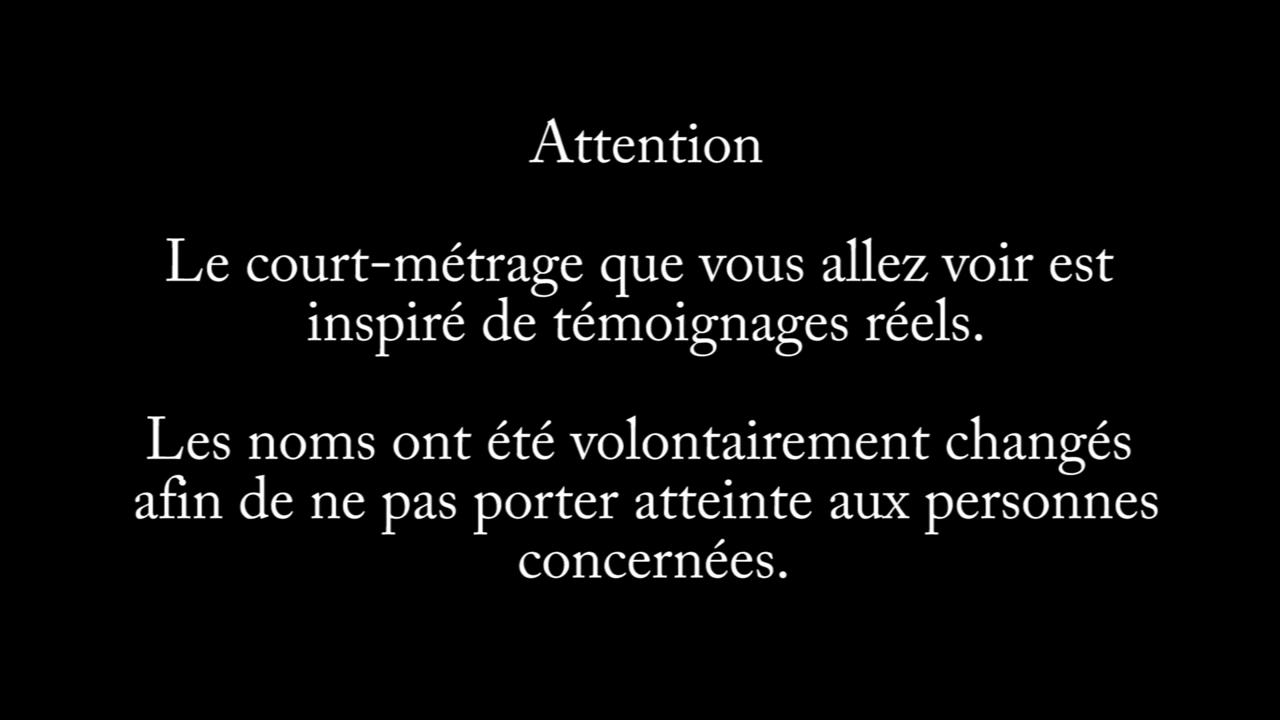 Attention
Le court-métrage que vous allez voir est
inspiré de témoignages réels.
Les noms ont été volontairement changés
afin de ne pas porter atteinte aux personnes
concernées.